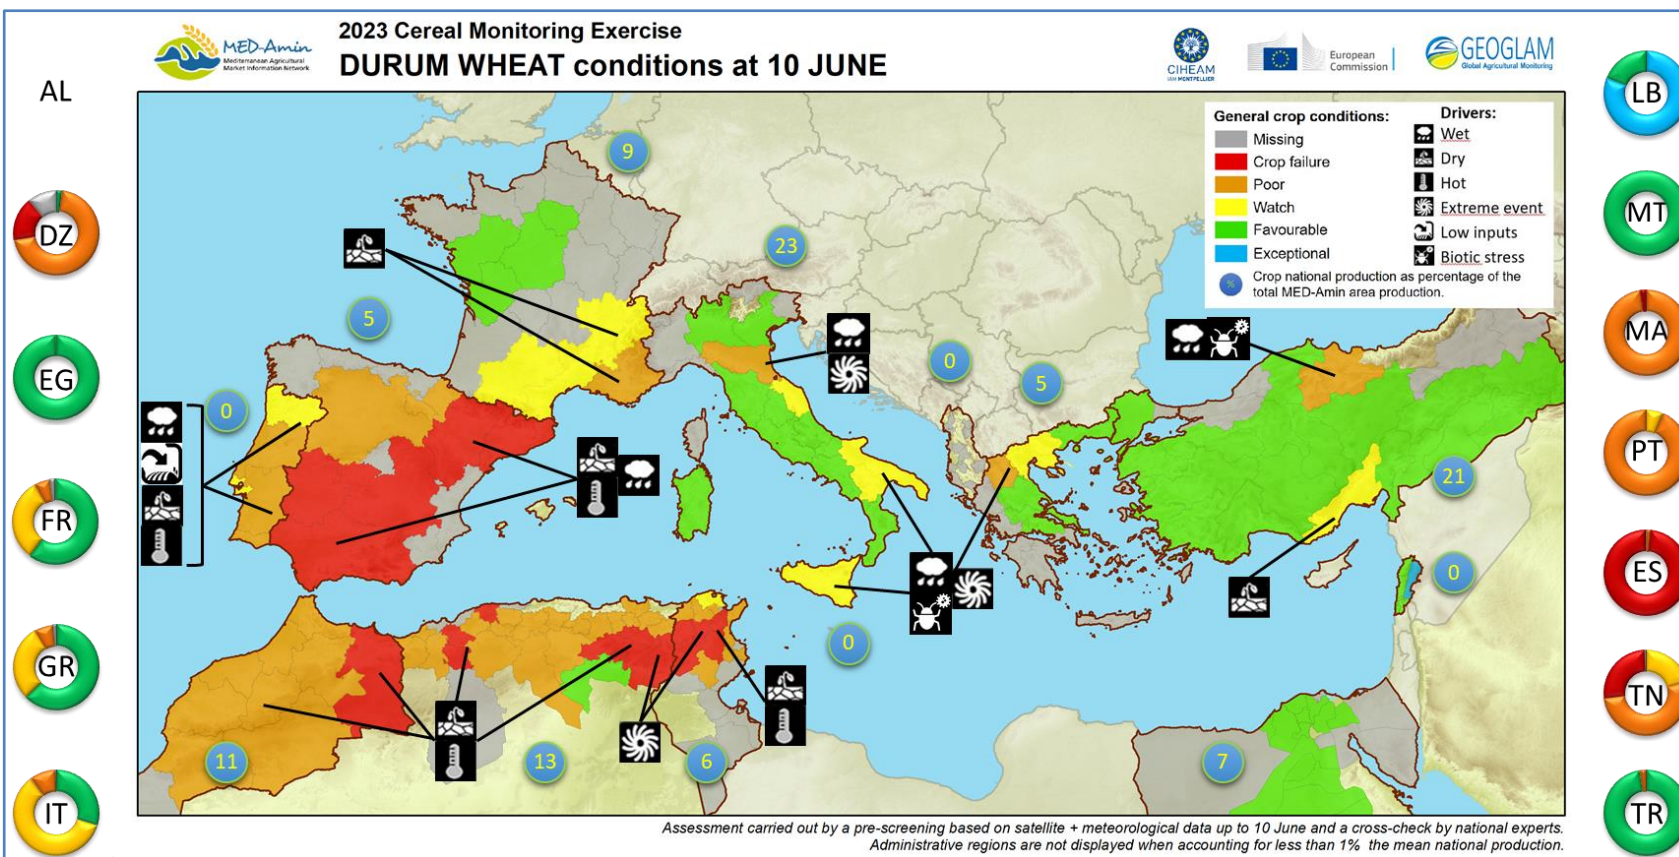 MED-Amin
Mediterranean Agricultural
Market Information Network
2023 Cereal Monitoring Exercise
DURUM WHEAT conditions at 10 JUNE
CIHEAM
IAM MONTPELLIER
European
Commission
GEOGLAM
Global Agricultural Monitoring
AL
DZ
EG
FR
GR
IT
LB
MT
MA
PT
ES
TN
TR
General crop conditions:
Missing
Crop failure
Poor
Watch
Favourable
Exceptional
% Crop national production as percentage of the
total MED-Amin area production.
Drivers:
Wet
Dry
Hot
Extreme event
Low inputs
Biotic stress
9
23
5
0
0
5
21
0
0
11
13
6
7
Assessment carried out by a pre-screening based on satellite + meteorological data up to 10 June and a cross-check by national experts.
Administrative regions are not displayed when accounting for less than 1% the mean national production.